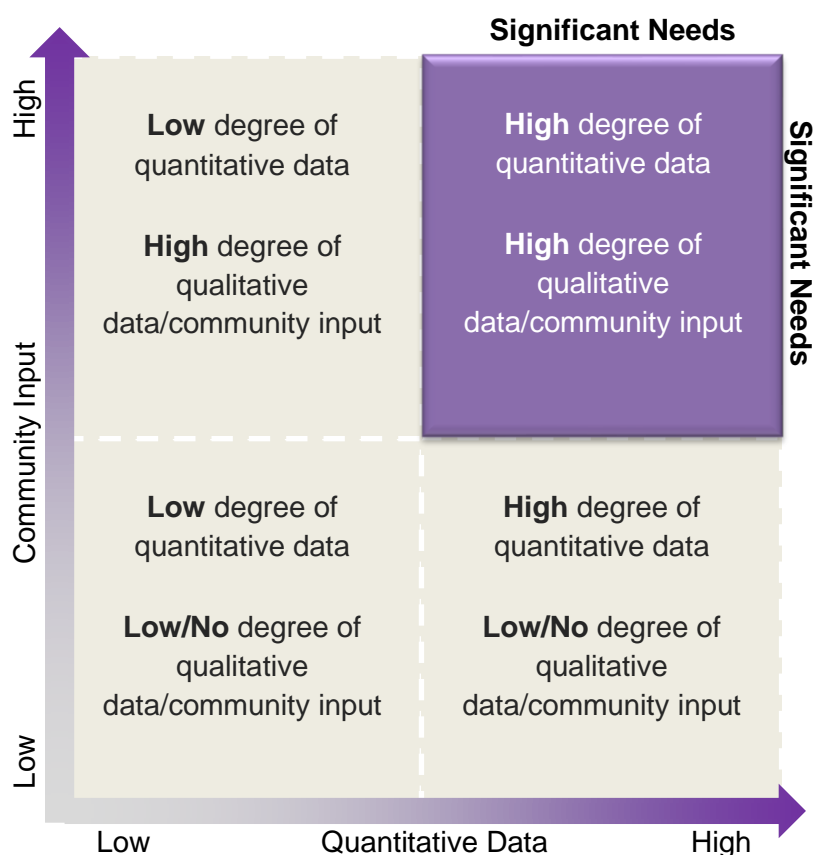 Significant Needs
High
Low degree of
quantitative data
High degree of
qualitative
data/community input
High degree of
quantitative data
High degree of
qualitative
data/community input
Significant Needs
Community Input
Low degree of
quantitative data
Low/No degree of
qualitative
data/community input
High degree of
quantitative data
Low/No degree of
qualitative
data/community input
Low
Low
Quantitative Data
High